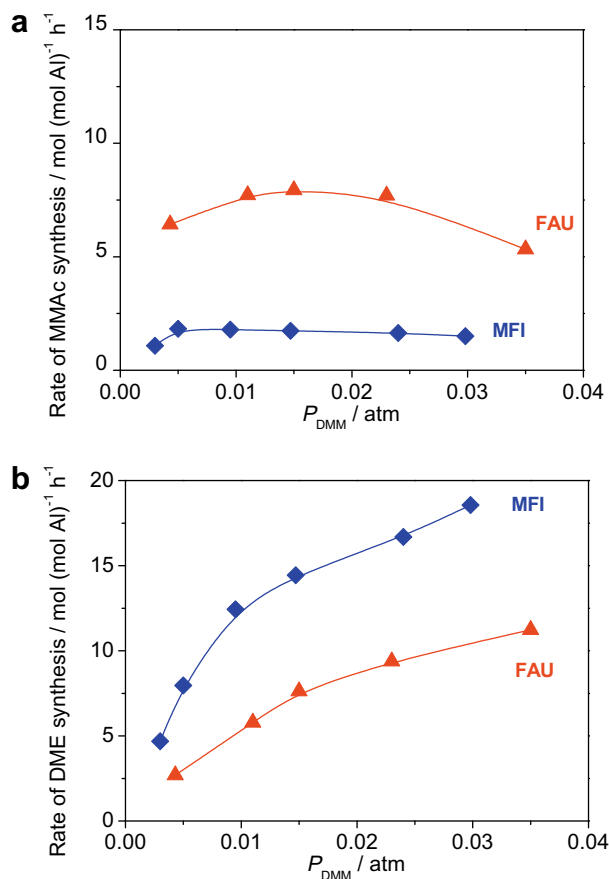 a
Rate of MMAc synthesis / mol (mol Al)⁻¹ h⁻¹
15
10
5
0
FAU
MFI
0.00 0.01 0.02 0.03 0.04
P_DMM / atm
b
Rate of DME synthesis / mol (mol Al)⁻¹ h⁻¹
20
15
10
5
0
MFI
FAU
0.00 0.01 0.02 0.03 0.04
P_DMM / atm